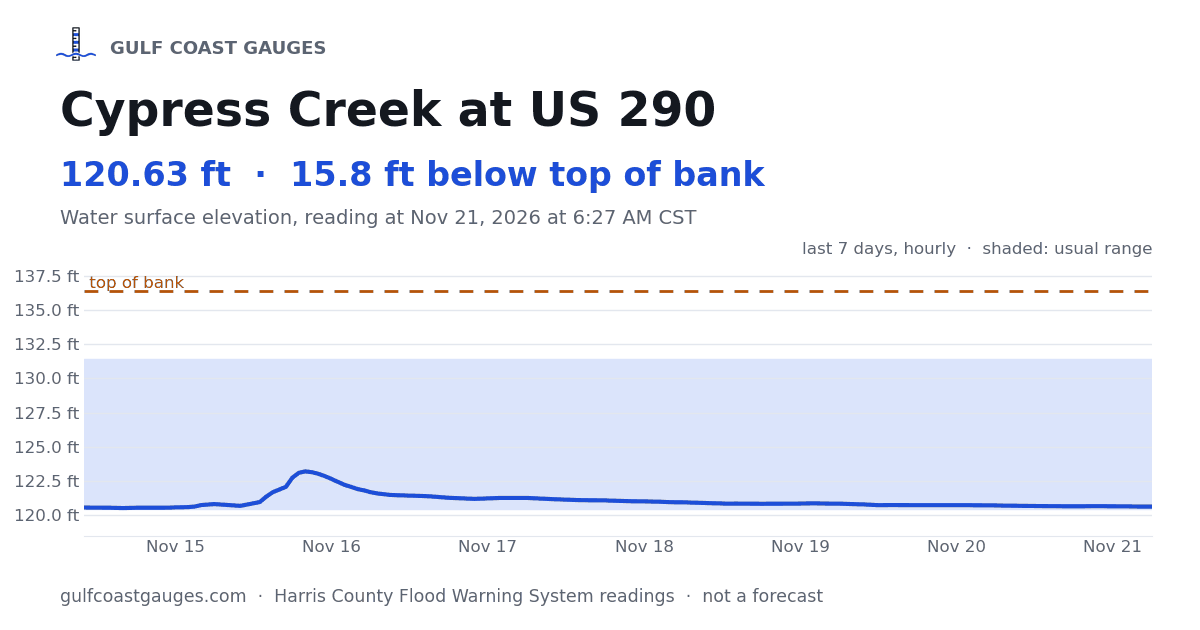 GULF COAST GAUGES
Cypress Creek at US 290
120.63 ft · 15.8 ft below top of bank
Water surface elevation, reading at Nov 21, 2026 at 6:27 AM CST
last 7 days, hourly · shaded: usual range
137.5 ft
top of bank
135.0 ft
132.5 ft
130.0 ft
127.5 ft
125.0 ft
122.5 ft
120.0 ft
Nov 15 Nov 16 Nov 17 Nov 18 Nov 19 Nov 20 Nov 21
gulfcoastgauges.com · Harris County Flood Warning System readings · not a forecast